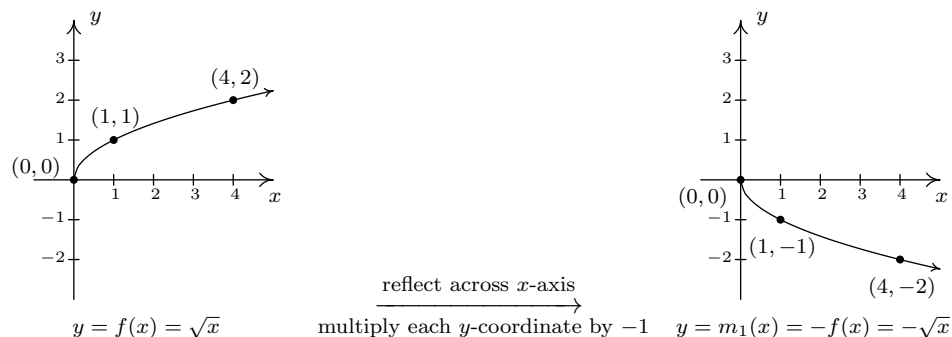 y
3
2
1
−1
−2
1 2 3 4
x
(0, 0)
(1, 1)
(4, 2)
y = f(x) = √x
reflect across x-axis
multiply each y-coordinate by −1
y
3
2
1
−1
−2
1 2 3 4
x
(0, 0)
(1, −1)
(4, −2)
y = m₁(x) = −f(x) = −√x